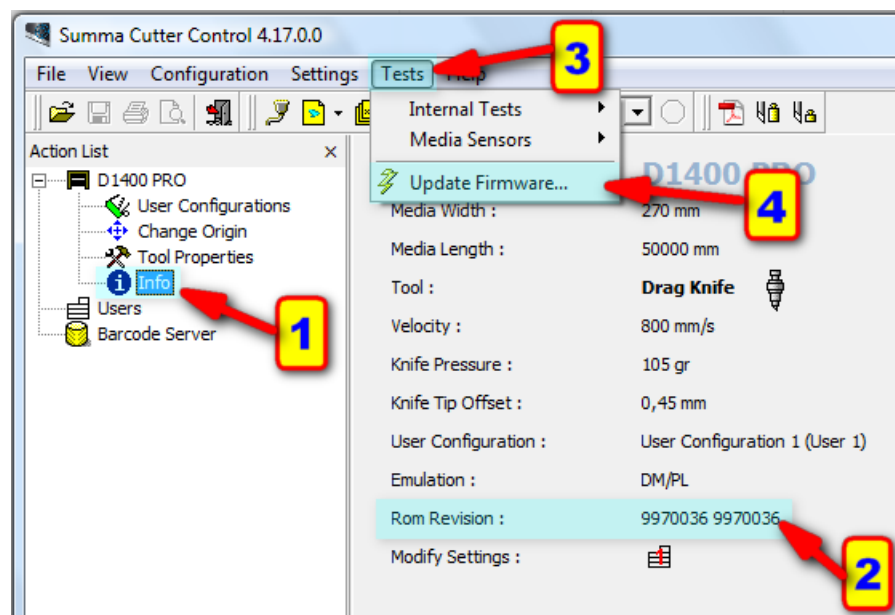 Summa Cutter Control 4.17.0.0
File View Configuration Settings Tests Help
3
Action List
Internal Tests
Media Sensors
Update Firmware...
4
D1400 PRO
D1400 PRO
User Configurations
Change Origin
Tool Properties
Info
Users
Barcode Server
1
Media Width : 270 mm
Media Length : 50000 mm
Tool : Drag Knife
Velocity : 800 mm/s
Knife Pressure : 105 gr
Knife Tip Offset : 0,45 mm
User Configuration : User Configuration 1 (User 1)
Emulation : DM/PL
Rom Revision : 9970036 9970036
Modify Settings :
2